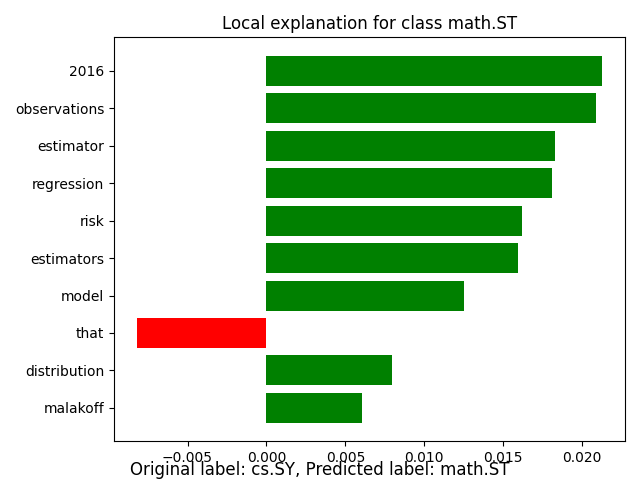 Local explanation for class math.ST
2016
observations
estimator
regression
risk
estimators
model
that
distribution
malakoff
−0.005 0.000 0.005 0.010 0.015 0.020
Original label: cs.SY, Predicted label: math.ST